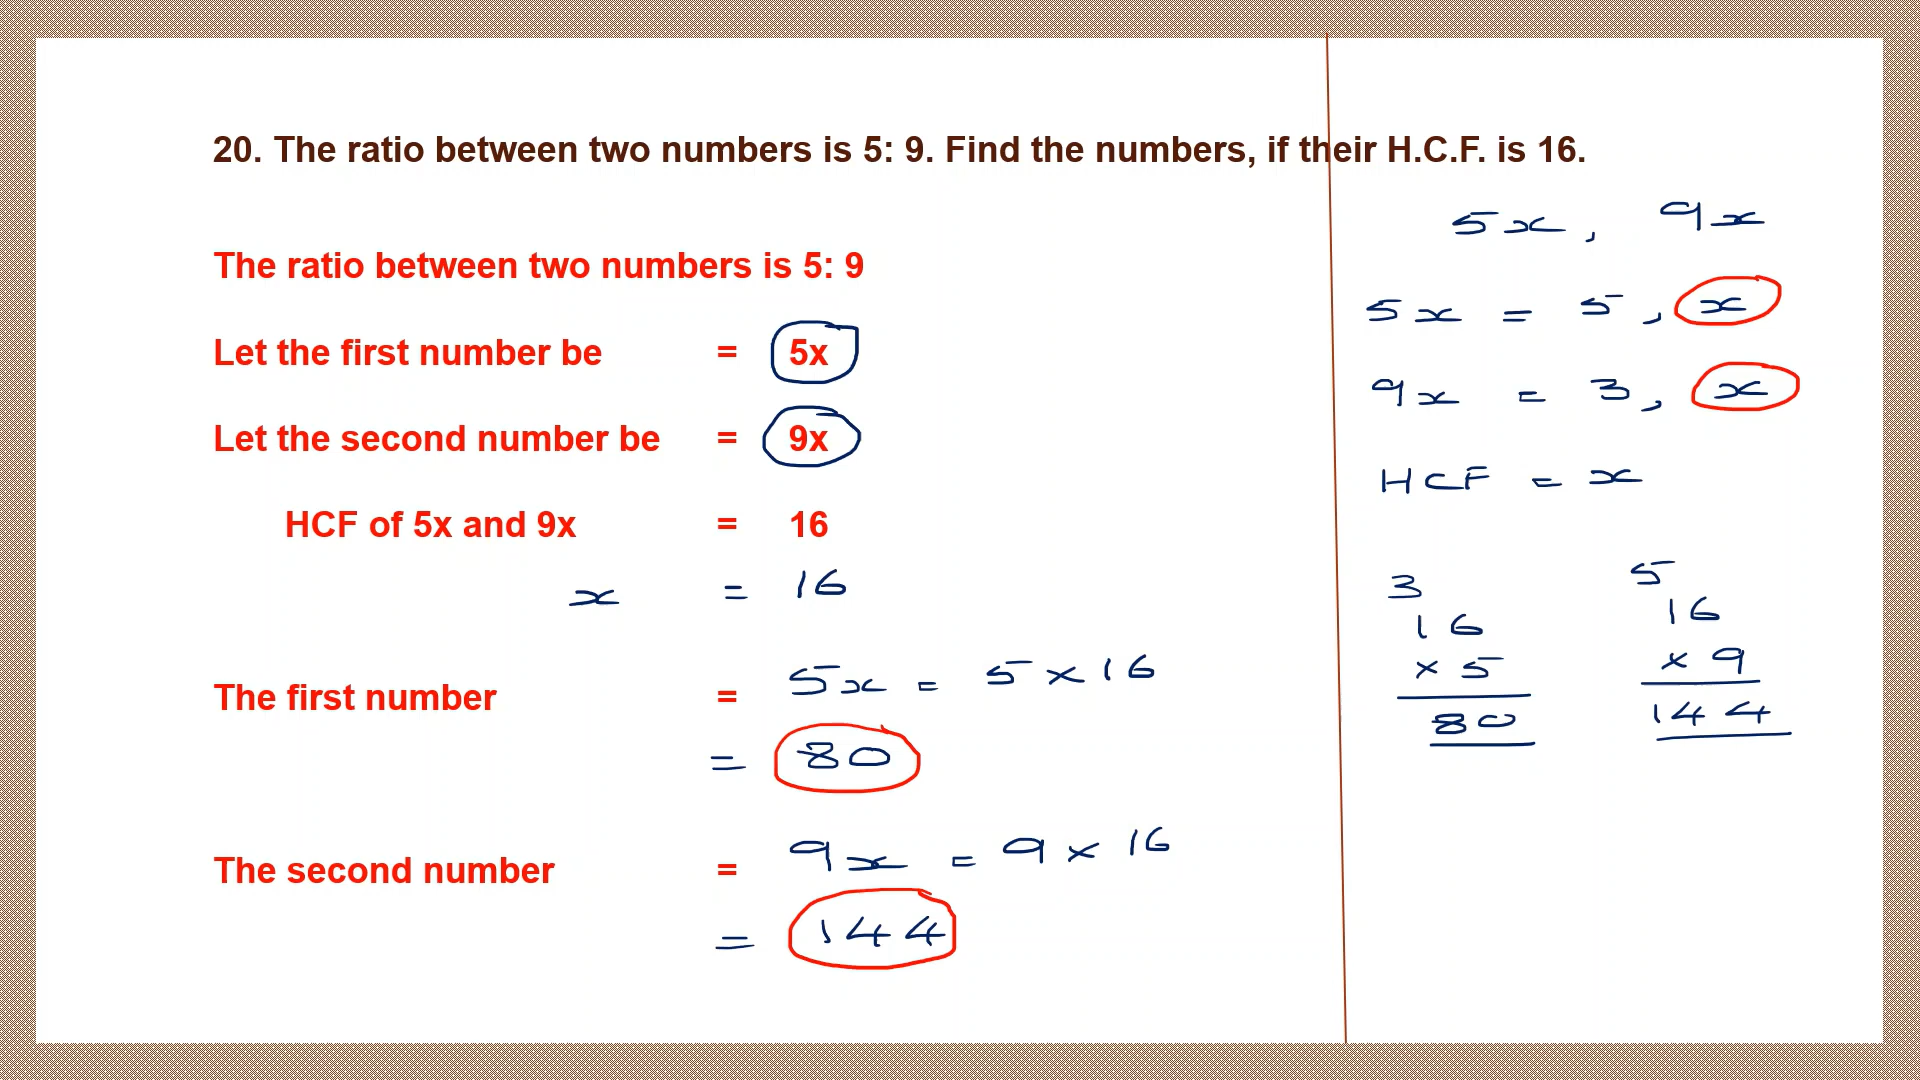 20. The ratio between two numbers is 5: 9. Find the numbers, if their H.C.F. is 16.
The ratio between two numbers is 5: 9
Let the first number be = 5x
Let the second number be = 9x
HCF of 5x and 9x = 16
x = 16
The first number = 5x = 5 × 16
= 80
The second number = 9x = 9 × 16
= 144
5x, 9x
5x = 5, x
9x = 3, x
HCF = x
3
16
× 5
80
5
16
× 9
144